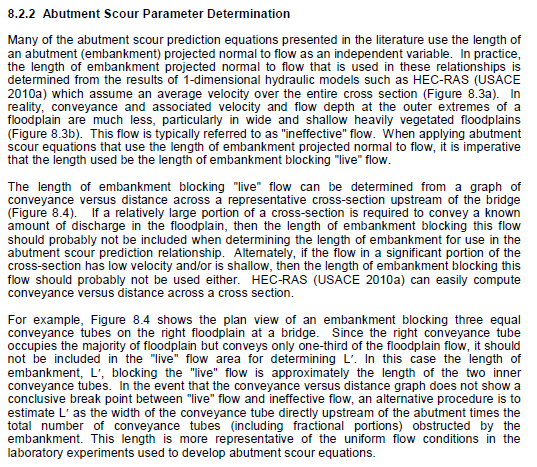 8.2.2 Abutment Scour Parameter Determination
Many of the abutment scour prediction equations presented in the literature use the length of
an abutment (embankment) projected normal to flow as an independent variable. In practice,
the length of embankment projected normal to flow that is used in these relationships is
determined from the results of 1-dimensional hydraulic models such as HEC-RAS (USACE
2010a) which assume an average velocity over the entire cross section (Figure 8.3a). In
reality, conveyance and associated velocity and flow depth at the outer extremes of a
floodplain are much less, particularly in wide and shallow heavily vegetated floodplains
(Figure 8.3b). This flow is typically referred to as "ineffective" flow. When applying abutment
scour equations that use the length of embankment projected normal to flow, it is imperative
that the length used be the length of embankment blocking "live" flow.
The length of embankment blocking "live" flow can be determined from a graph of
conveyance versus distance across a representative cross-section upstream of the bridge
(Figure 8.4). If a relatively large portion of a cross-section is required to convey a known
amount of discharge in the floodplain, then the length of embankment blocking this flow
should probably not be included when determining the length of embankment for use in the
abutment scour prediction relationship. Alternately, if the flow in a significant portion of the
cross-section has low velocity and/or is shallow, then the length of embankment blocking this
flow should probably not be used either. HEC-RAS (USACE 2010a) can easily compute
conveyance versus distance across a cross section.
For example, Figure 8.4 shows the plan view of an embankment blocking three equal
conveyance tubes on the right floodplain at a bridge. Since the right conveyance tube
occupies the majority of floodplain but conveys only one-third of the floodplain flow, it should
not be included in the "live" flow area for determining L′. In this case the length of
embankment, L′, blocking the "live" flow is approximately the length of the two inner
conveyance tubes. In the event that the conveyance versus distance graph does not show a
conclusive break point between "live" flow and ineffective flow, an alternative procedure is to
estimate L′ as the width of the conveyance tube directly upstream of the abutment times the
total number of conveyance tubes (including fractional portions) obstructed by the
embankment. This length is more representative of the uniform flow conditions in the
laboratory experiments used to develop abutment scour equations.